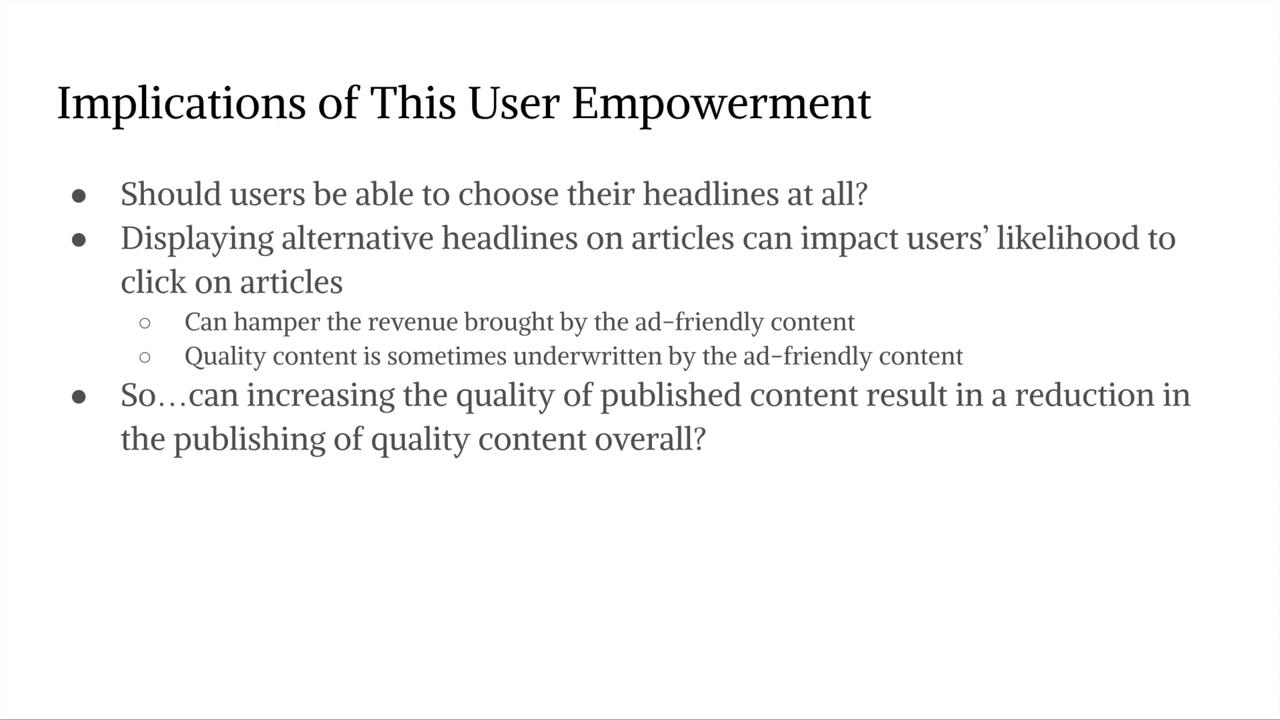 Implications of This User Empowerment
● Should users be able to choose their headlines at all?
● Displaying alternative headlines on articles can impact users’ likelihood to
click on articles
○ Can hamper the revenue brought by the ad-friendly content
○ Quality content is sometimes underwritten by the ad-friendly content
● So…can increasing the quality of published content result in a reduction in
the publishing of quality content overall?